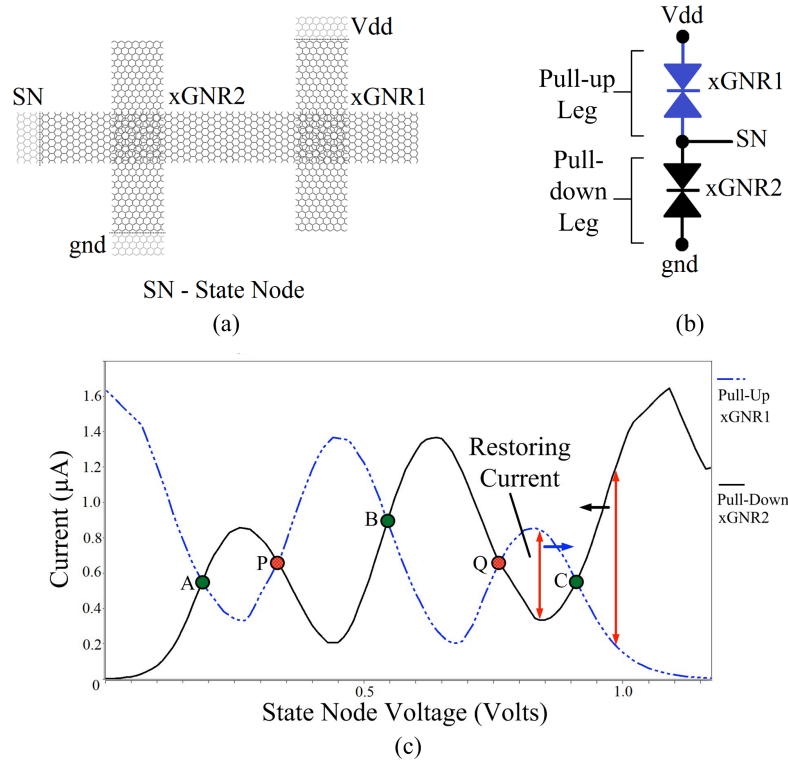 Vdd
SN
xGNR2
xGNR1
gnd
SN - State Node
(a)
Vdd
Pull-up
Leg
xGNR1
SN
Pull-
down
Leg
xGNR2
gnd
(b)
Current (µA)
1.6
1.4
1.2
1.0
0.8
0.6
0.4
0.2
0
0.5
1.0
A
P
B
Q
C
Restoring
Current
Pull-Up
xGNR1
Pull-Down
xGNR2
State Node Voltage (Volts)
(c)